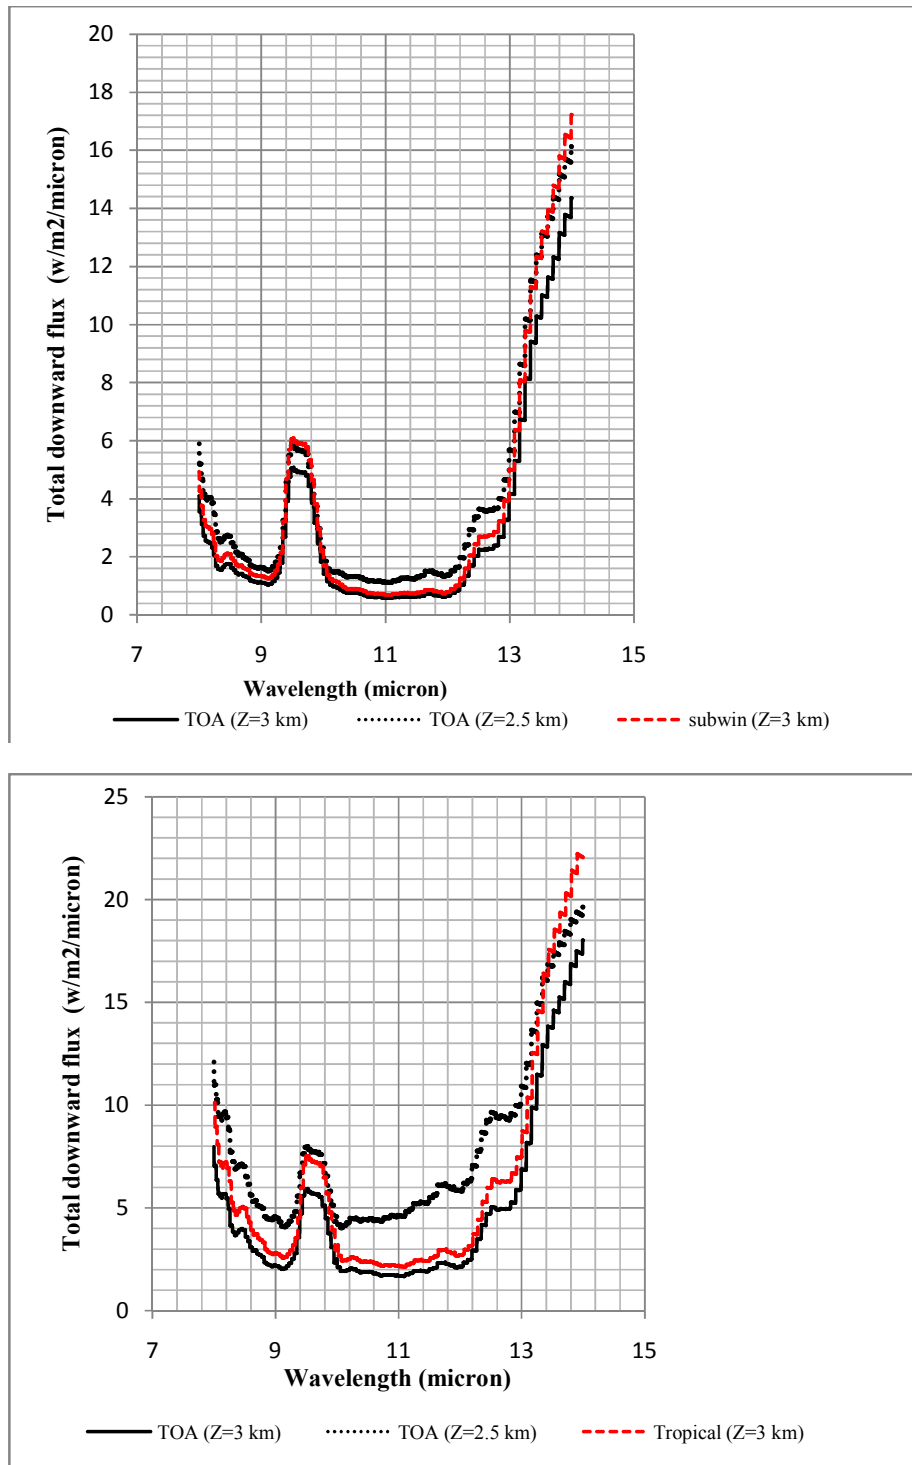 20
18
16
14
12
10
8
6
4
2
0
Total downward flux (w/m2/micron)
7 9 11 13 15
Wavelength (micron)
TOA (Z=3 km) TOA (Z=2.5 km) subwin (Z=3 km)
25
20
15
10
5
0
Total downward flux (w/m2/micron)
7 9 11 13 15
Wavelength (micron)
TOA (Z=3 km) TOA (Z=2.5 km) Tropical (Z=3 km)